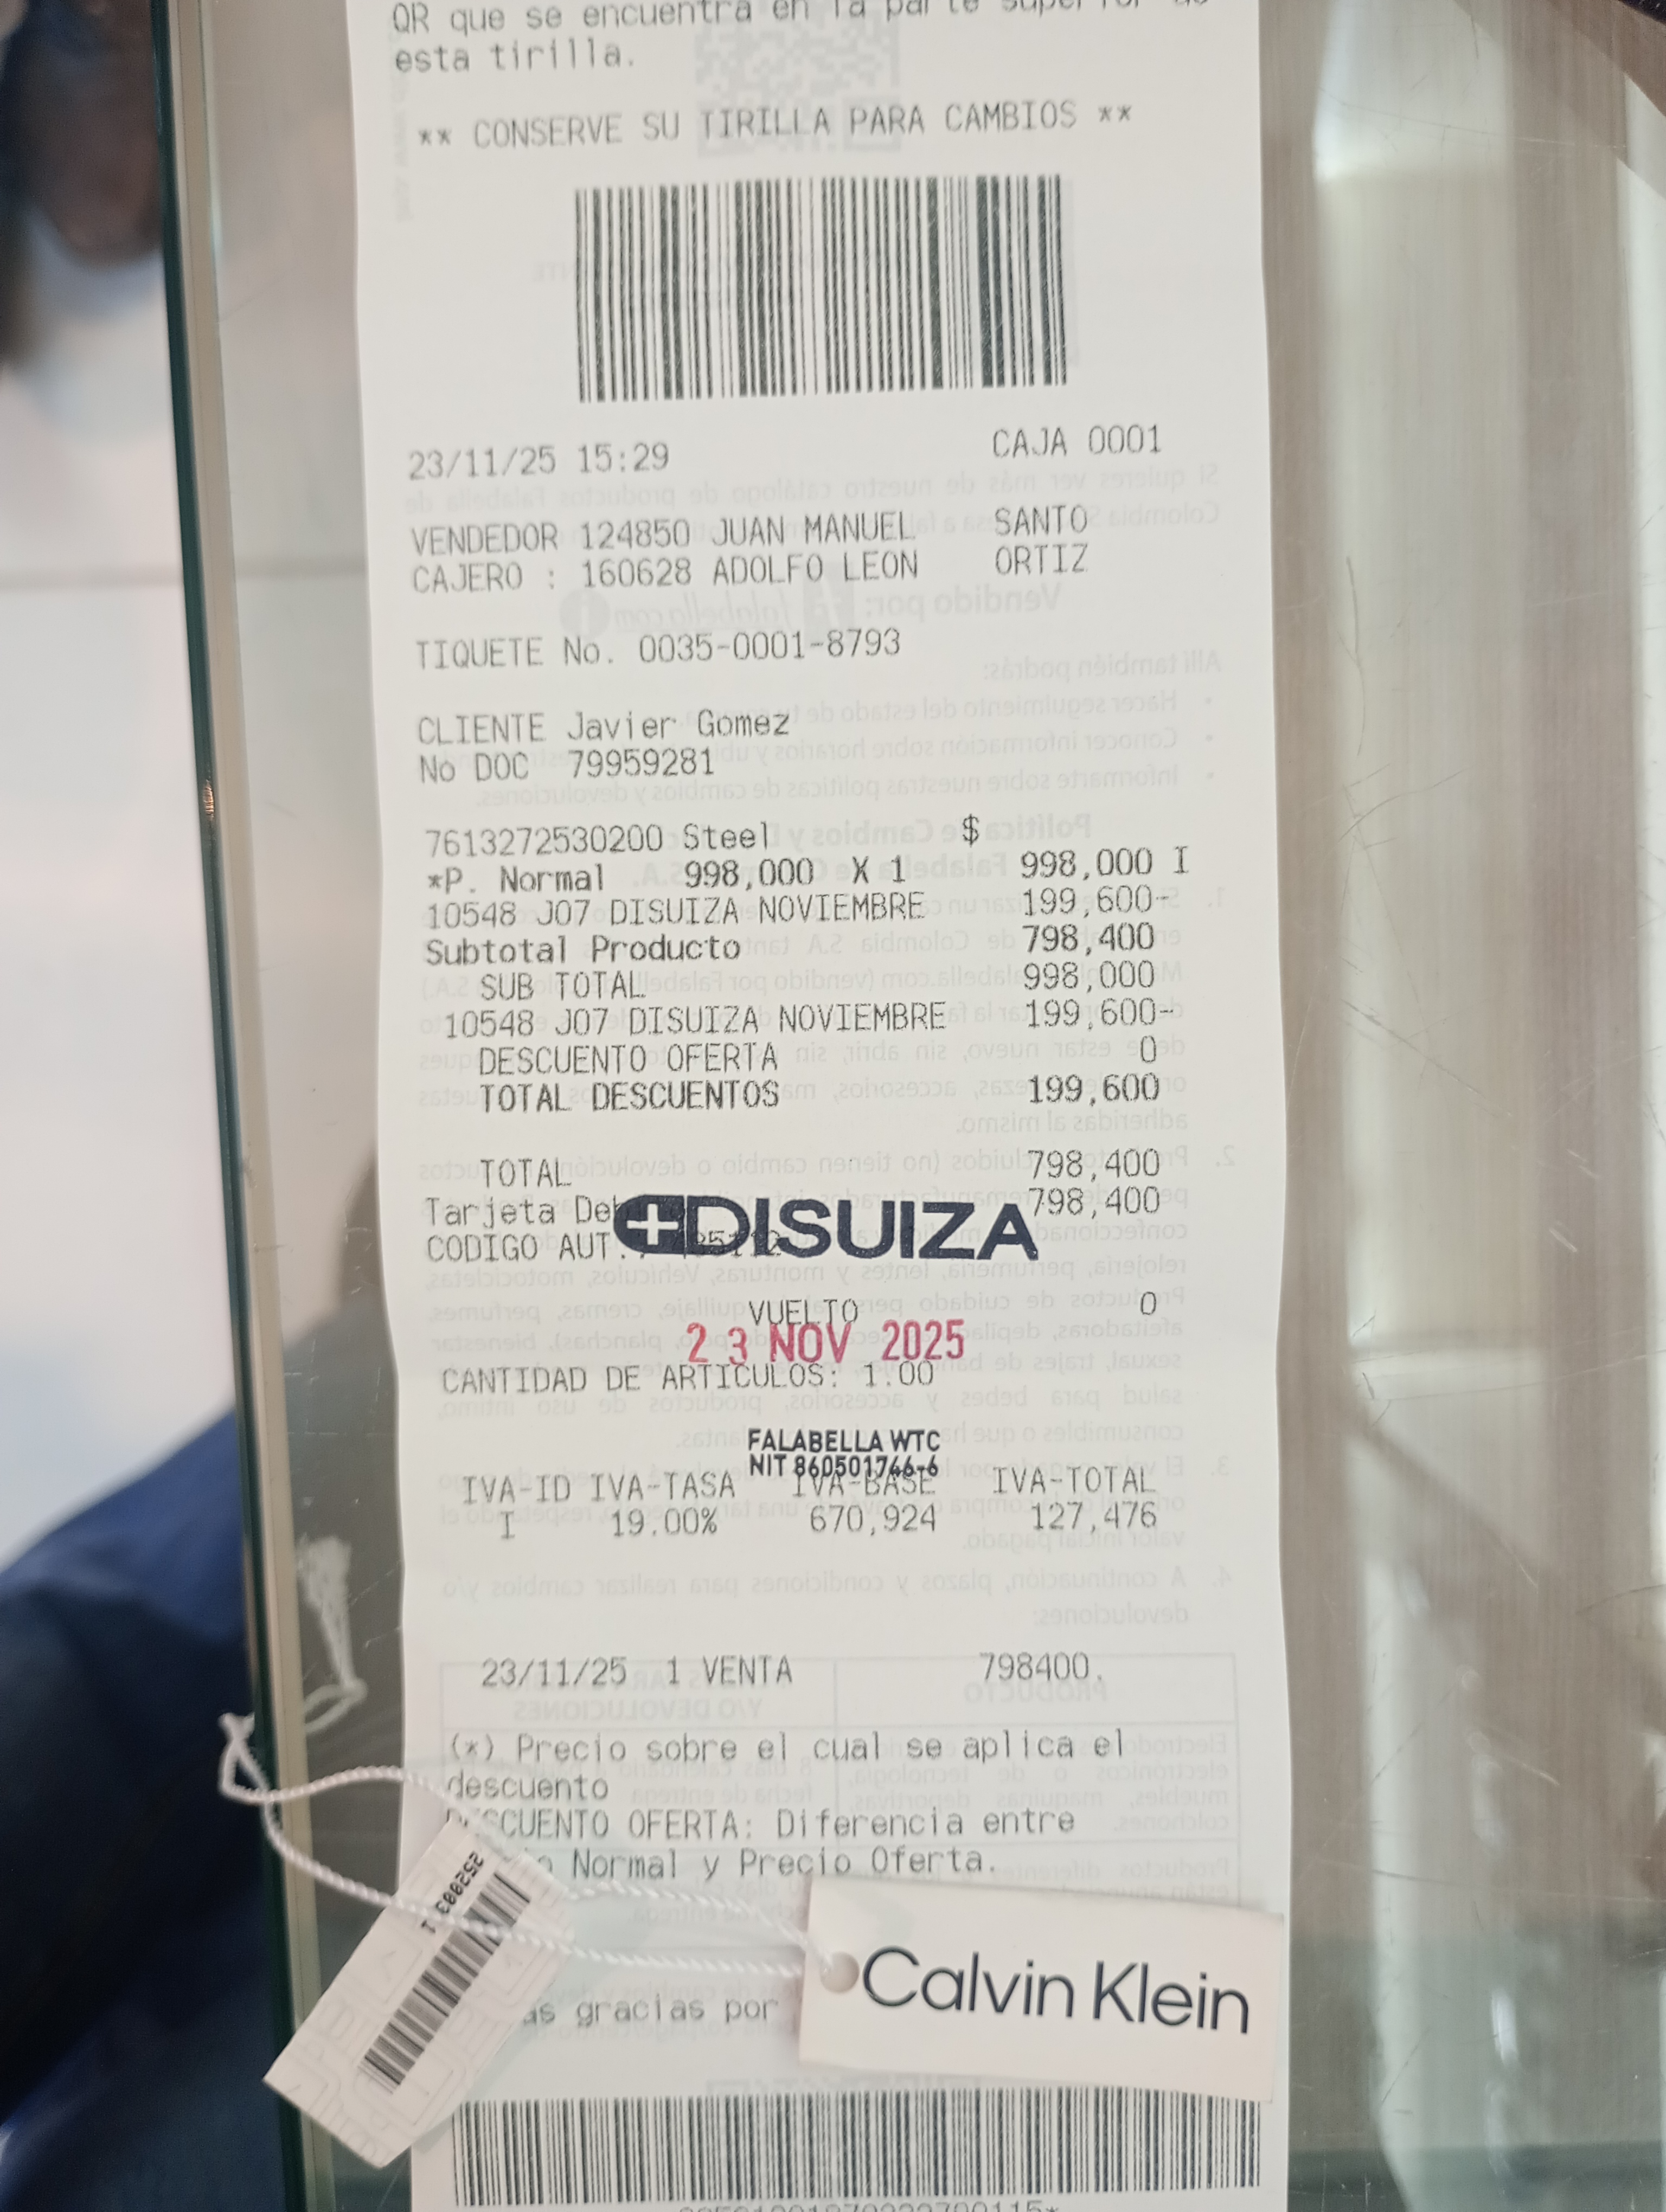 QR que se encuentra en la parte superior de
esta tirilla.
** CONSERVE SU TIRILLA PARA CAMBIOS **
23/11/25 15:29 CAJA 0001
VENDEDOR 124850 JUAN MANUEL SANTO
CAJERO : 160628 ADOLFO LEON ORTIZ
TIQUETE No. 0035-0001-8793
CLIENTE Javier Gomez
No DOC 79959281
7613272530200 Steel $
*P. Normal 998,000 X 1 998,000 I
10548 J07 DISUIZA NOVIEMBRE 199,600-
Subtotal Producto 798,400
SUB TOTAL 998,000
10548 J07 DISUIZA NOVIEMBRE 199,600-
DESCUENTO OFERTA 0
TOTAL DESCUENTOS 199,600
TOTAL 798,400
Tarjeta 798,400
DISUIZA
CODIGO AUT.
VUELTO 0
23 NOV 2025
CANTIDAD DE ARTICULOS: 1.00
FALABELLA WTC
NIT 860501746-6
IVA-ID IVA-TASA IVA-BASE IVA-TOTAL
I 19.00% 670,924 127,476
23/11/25 1 VENTA 798400.
(*) Precio sobre el cual se aplica el
descuento
DESCUENTO OFERTA: Diferencia entre
Normal y Precio Oferta.
Calvin Klein
gracias por